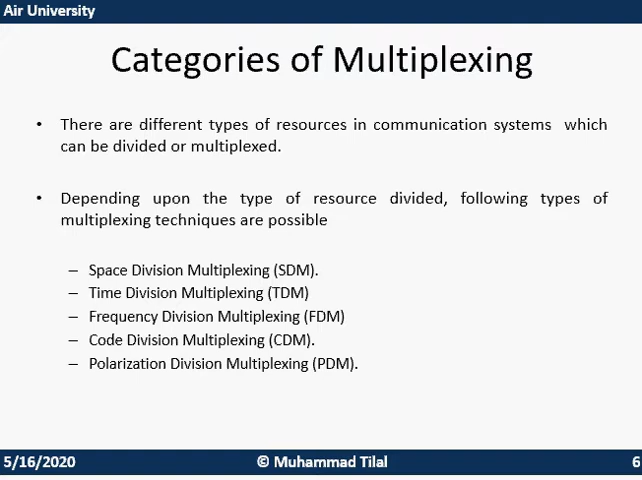 Air University
Categories of Multiplexing
• There are different types of resources in communication systems which
can be divided or multiplexed.
• Depending upon the type of resource divided, following types of
multiplexing techniques are possible
– Space Division Multiplexing (SDM).
– Time Division Multiplexing (TDM)
– Frequency Division Multiplexing (FDM)
– Code Division Multiplexing (CDM).
– Polarization Division Multiplexing (PDM).
5/16/2020 © Muhammad Tilal 6